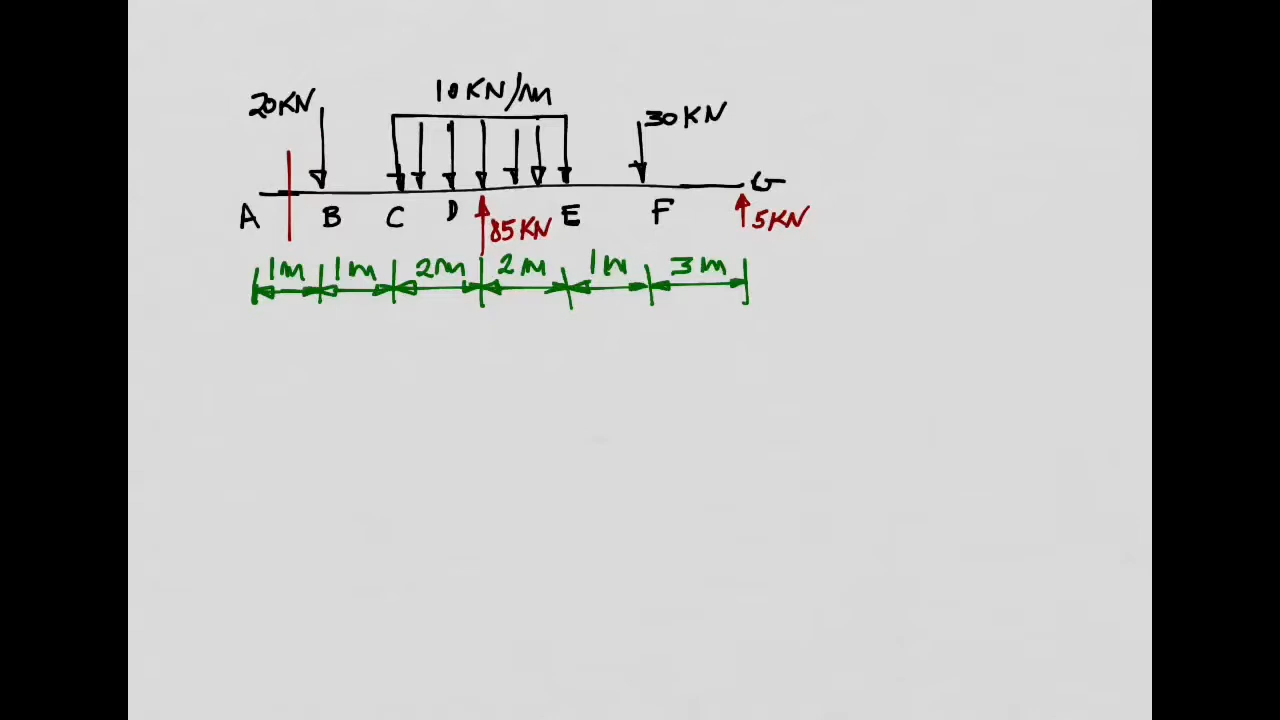 10KN/m
20KN
30KN
A B C D E F G
85KN 5KN
1m 1m 2m 2m 1m 3m